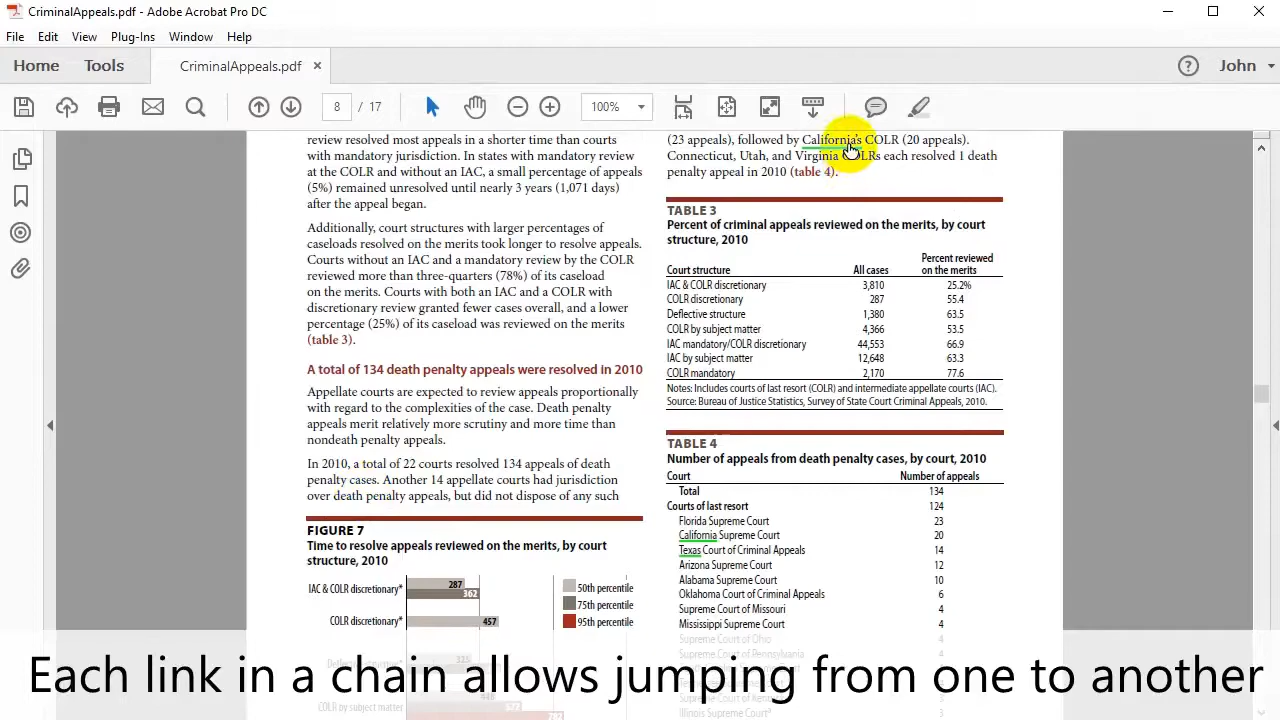 CriminalAppeals.pdf - Adobe Acrobat Pro DC
File Edit View Plug-Ins Window Help
Home Tools CriminalAppeals.pdf × ? John
8 / 17 100%
review resolved most appeals in a shorter time than courts
with mandatory jurisdiction. In states with mandatory review
at the COLR and without an IAC, a small percentage of appeals
(5%) remained unresolved until nearly 3 years (1,071 days)
after the appeal began.
Additionally, court structures with larger percentages of
caseloads resolved on the merits took longer to resolve appeals.
Courts without an IAC and a mandatory review by the COLR
reviewed more than three-quarters (78%) of its caseload
on the merits. Courts with both an IAC and a COLR with
discretionary review granted fewer cases overall, and a lower
percentage (25%) of its caseload was reviewed on the merits
(table 3).
A total of 134 death penalty appeals were resolved in 2010
Appellate courts are expected to review appeals proportionally
with regard to the complexities of the case. Death penalty
appeals merit relatively more scrutiny and more time than
nondeath penalty appeals.
In 2010, a total of 22 courts resolved 134 appeals of death
penalty cases. Another 14 appellate courts had jurisdiction
over death penalty appeals, but did not dispose of any such
FIGURE 7
Time to resolve appeals reviewed on the merits, by court
structure, 2010
IAC & COLR discretionary* 287
362
COLR discretionary* 457
50th percentile
75th percentile
95th percentile
COLR by subject matter
(23 appeals), followed by California's COLR (20 appeals).
Connecticut, Utah, and Virginia COLRs each resolved 1 death
penalty appeal in 2010 (table 4).
TABLE 3
Percent of criminal appeals reviewed on the merits, by court
structure, 2010
Court structure All cases Percent reviewed
on the merits
IAC & COLR discretionary 3,810 25.2%
COLR discretionary 287 55.4
Deflective structure 1,380 63.5
COLR by subject matter 4,366 53.5
IAC mandatory/COLR discretionary 44,553 66.9
IAC by subject matter 12,648 63.3
COLR mandatory 2,170 77.6
Notes: Includes courts of last resort (COLR) and intermediate appellate courts (IAC).
Source: Bureau of Justice Statistics, Survey of State Court Criminal Appeals, 2010.
TABLE 4
Number of appeals from death penalty cases, by court, 2010
Court Number of appeals
Total 134
Courts of last resort 124
Florida Supreme Court 23
California Supreme Court 20
Texas Court of Criminal Appeals 14
Arizona Supreme Court 12
Alabama Supreme Court 10
Oklahoma Court of Criminal Appeals 6
Supreme Court of Missouri 4
Mississippi Supreme Court 4
Supreme Court of Ohio 4
Supreme Court of Pennsylvania
Illinois Supreme Court* 3
Each link in a chain allows jumping from one to another